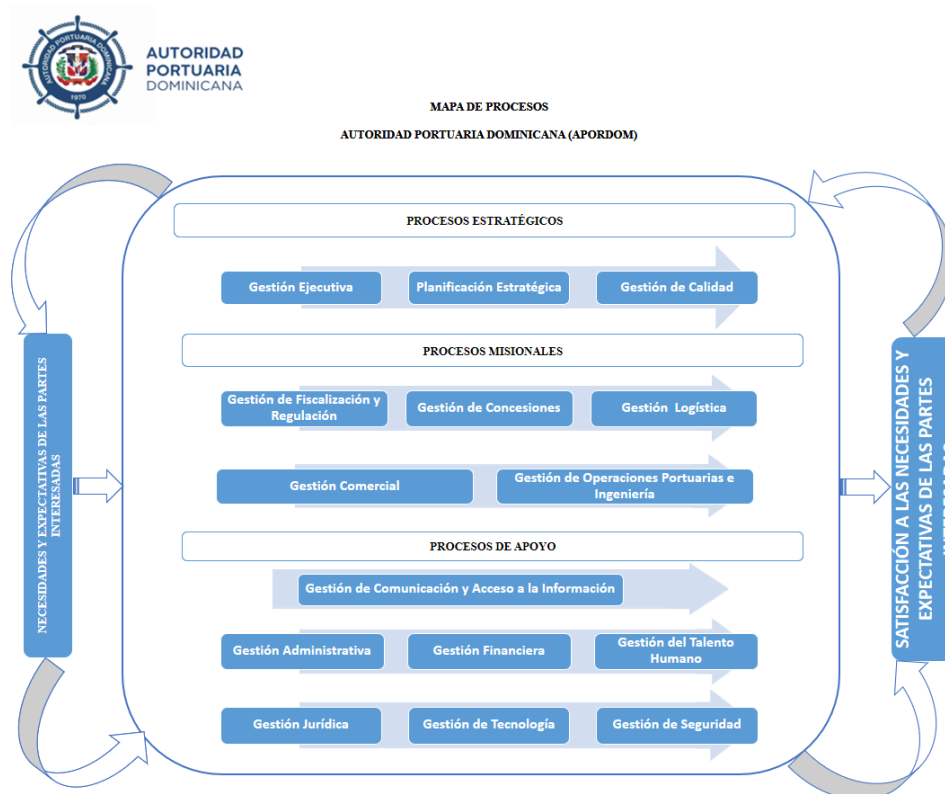 AUTORIDAD PORTUARIA DOMINICANA
1970
AUTORIDAD
PORTUARIA
DOMINICANA
MAPA DE PROCESOS
AUTORIDAD PORTUARIA DOMINICANA (APORDOM)
PROCESOS ESTRATÉGICOS
Gestión Ejecutiva
Planificación Estratégica
Gestión de Calidad
NECESIDADES Y EXPECTATIVAS DE LAS PARTES
INTERESADAS
PROCESOS MISIONALES
Gestión de Fiscalización y
Regulación
Gestión de Concesiones
Gestión Logística
Gestión Comercial
Gestión de Operaciones Portuarias e
Ingeniería
PROCESOS DE APOYO
Gestión de Comunicación y Acceso a la Información
Gestión Administrativa
Gestión Financiera
Gestión del Talento
Humano
Gestión Jurídica
Gestión de Tecnología
Gestión de Seguridad
SATISFACCIÓN A LAS NECESIDADES Y
EXPECTATIVAS DE LAS PARTES